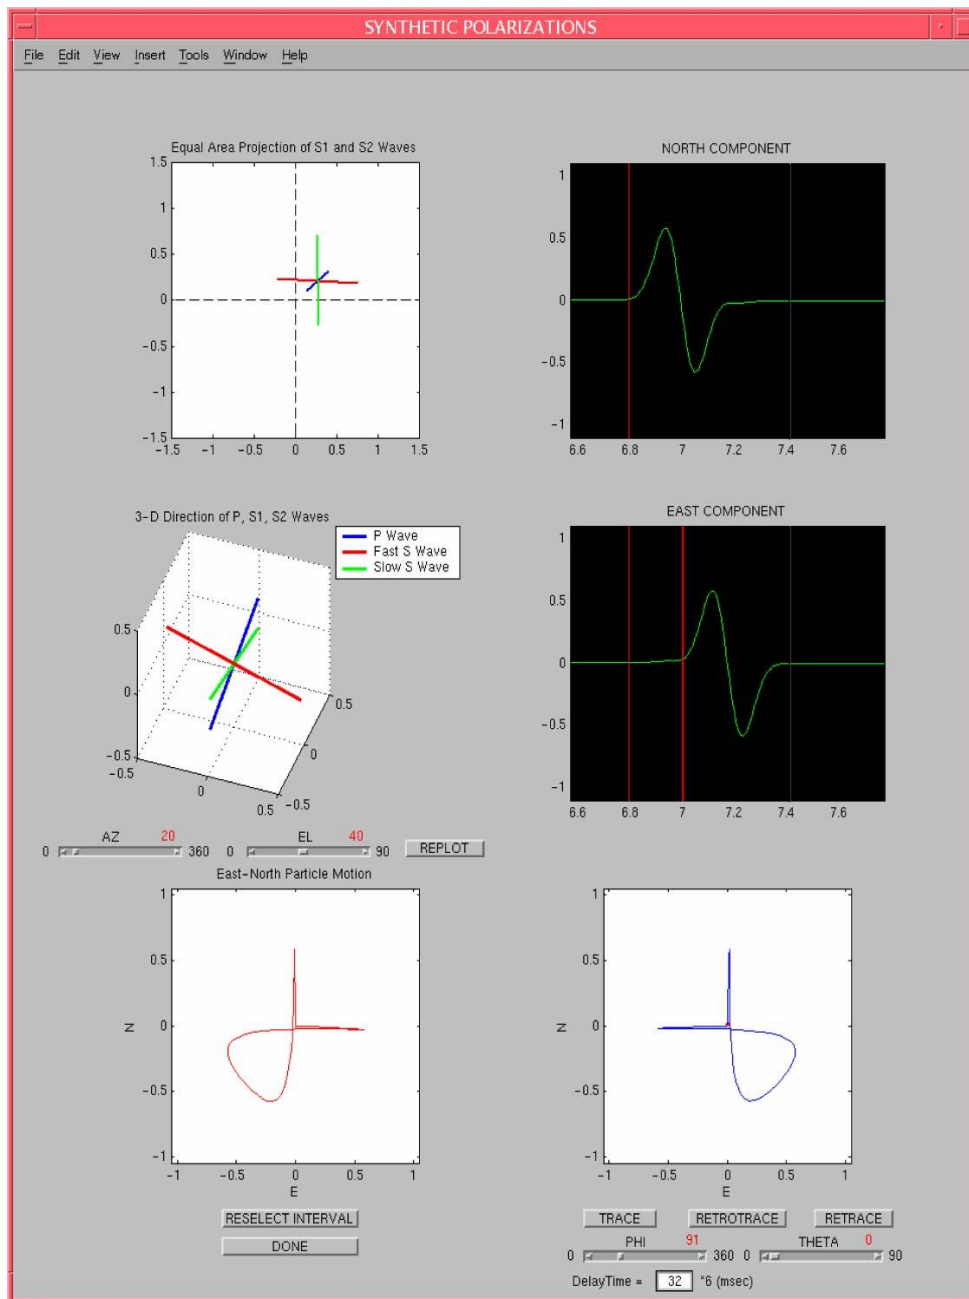 SYNTHETIC POLARIZATIONS
File Edit View Insert Tools Window Help
Equal Area Projection of S1 and S2 Waves
1.5
1
0.5
0
-0.5
-1
-1.5
-1.5 -1 -0.5 0 0.5 1 1.5
NORTH COMPONENT
1
0.5
0
-0.5
-1
6.6 6.8 7 7.2 7.4 7.6
3-D Direction of P, S1, S2 Waves
P Wave
Fast S Wave
Slow S Wave
0.5
0
-0.5
-0.5
0
0.5
-0.5
0
0.5
EAST COMPONENT
1
0.5
0
-0.5
-1
6.6 6.8 7 7.2 7.4 7.6
AZ 20
0 360
EL 40
0 90
REPLOT
East-North Particle Motion
1
0.5
0
-0.5
-1
N
-1 -0.5 0 0.5 1
E
RESELECT INTERVAL
DONE
1
0.5
0
-0.5
-1
N
-1 -0.5 0 0.5 1
E
TRACE RETROTRACE RETRACE
PHI 91
0 360
THETA 0
0 90
DelayTime = 32 *6 (msec)